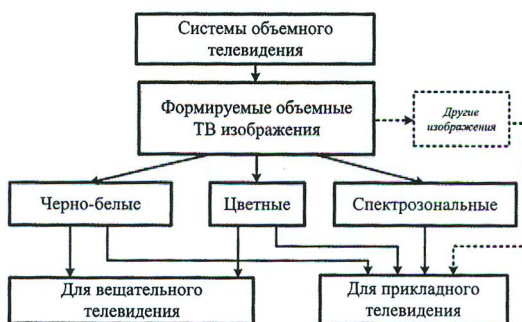 Системы объемного
телевидения
Формируемые объемные
ТВ изображения
Другие
изображения
Черно-белые
Цветные
Спектрозональные
Для вещательного
телевидения
Для прикладного
телевидения